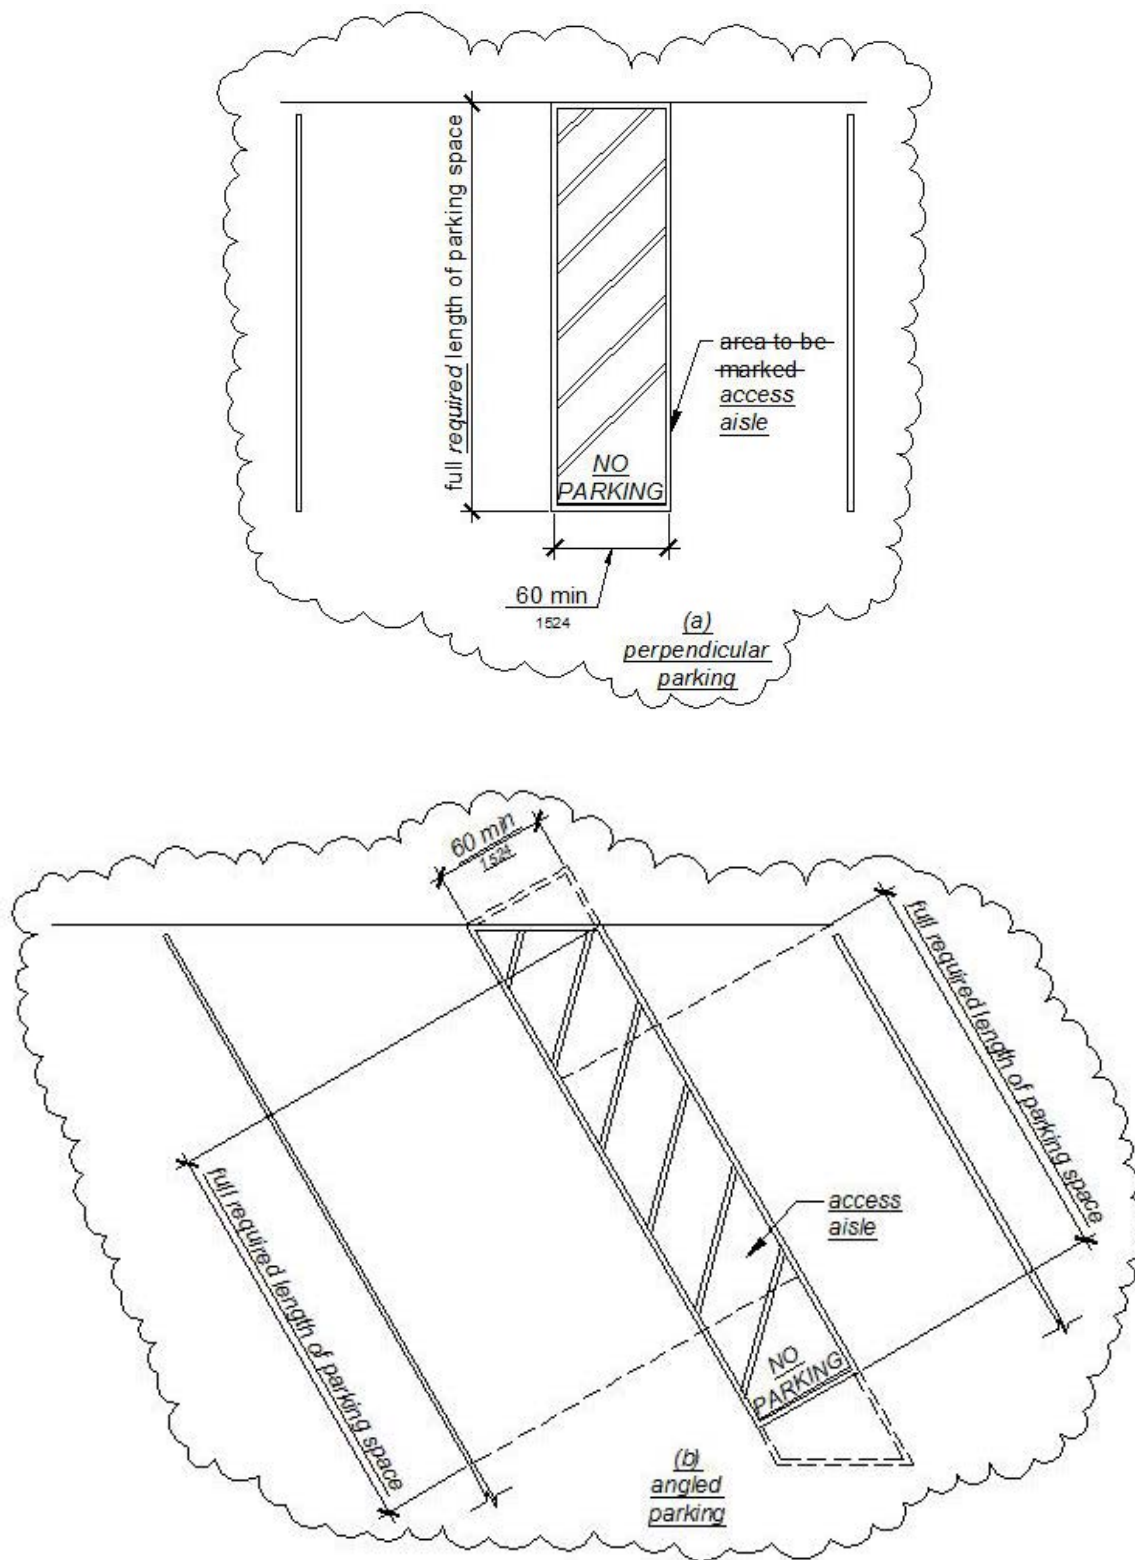 full required length of parking space
area to be
marked
access
aisle
NO
PARKING
60 min
1524
(a)
perpendicular
parking
60 min
1524
full required length of parking space
full required length of parking space
access
aisle
NO
PARKING
(b)
angled
parking